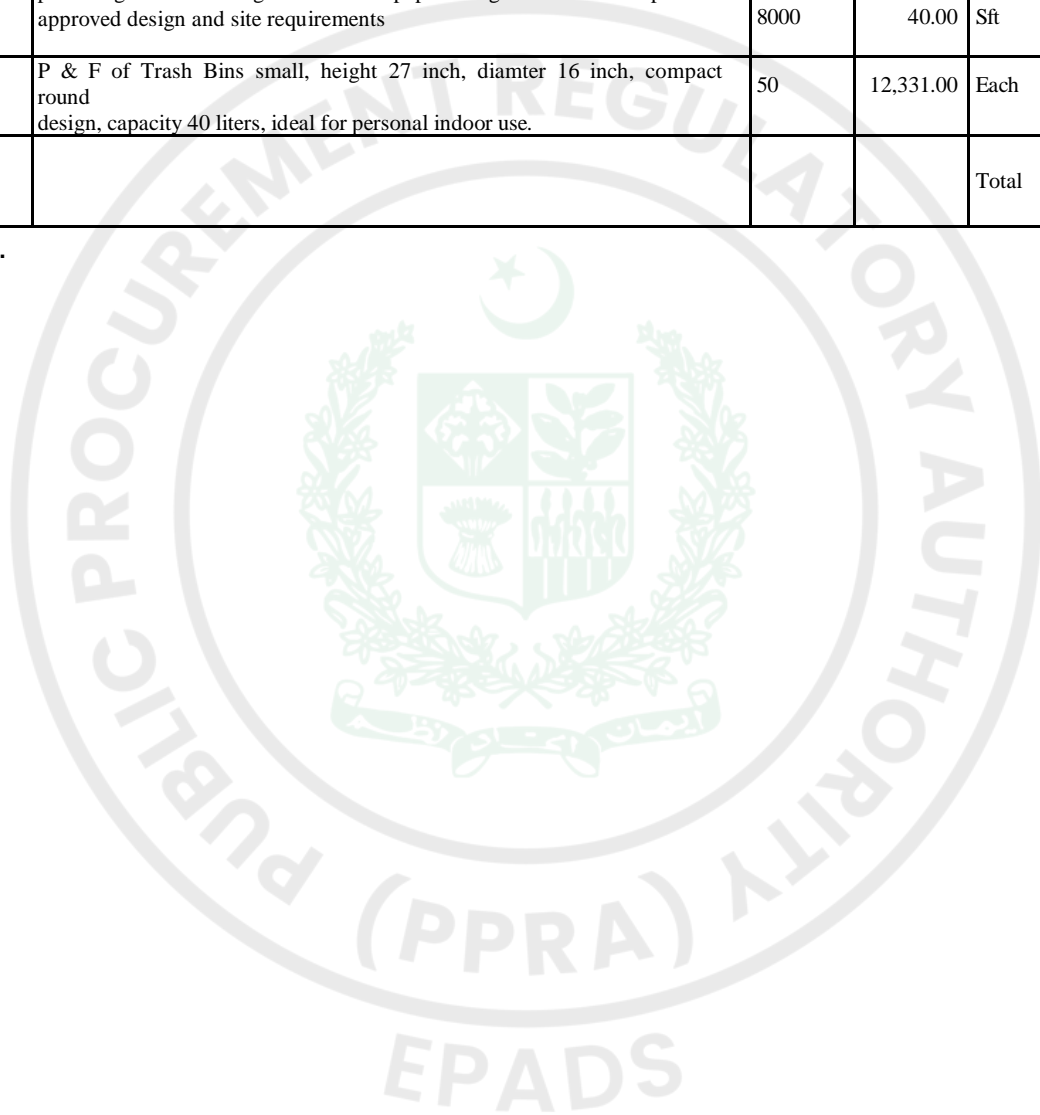 approved design and site requirements 8000 40.00 Sft
P & F of Trash Bins small, height 27 inch, diamter 16 inch, compact
round
design, capacity 40 liters, ideal for personal indoor use. 50 12,331.00 Each
Total
.
PUBLIC PROCUREMENT REGULATORY AUTHORITY
(PPRA)
EPADS